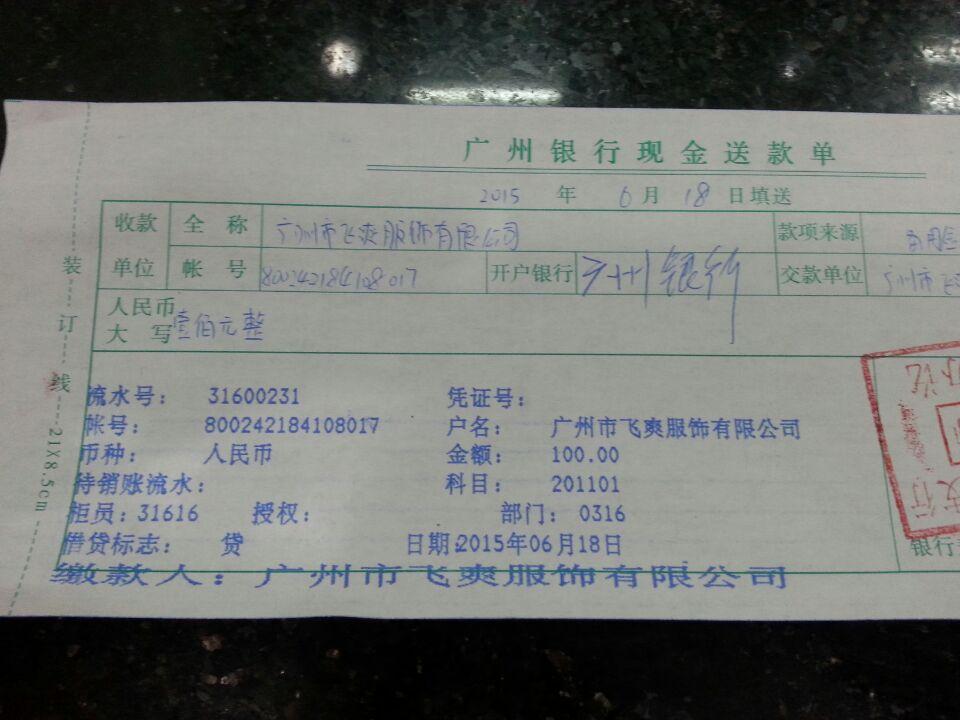 广州银行现金送款单
2015 年 6 月 18 日填送
收款单位 全称 广州市飞爽服饰有限公司 款项来源
帐号 800242184108017 开户银行 广州银行 交款单位 广州市飞
人民币
大写 壹佰元整
装订线 21X8.5cm
流水号: 31600231 凭证号:
帐号: 800242184108017 户名: 广州市飞爽服饰有限公司
币种: 人民币 金额: 100.00
待销账流水: 科目: 201101
柜员:31616 授权: 部门: 0316
借贷标志: 贷 日期:2015年06月18日
银行
缴款人: 广州市飞爽服饰有限公司